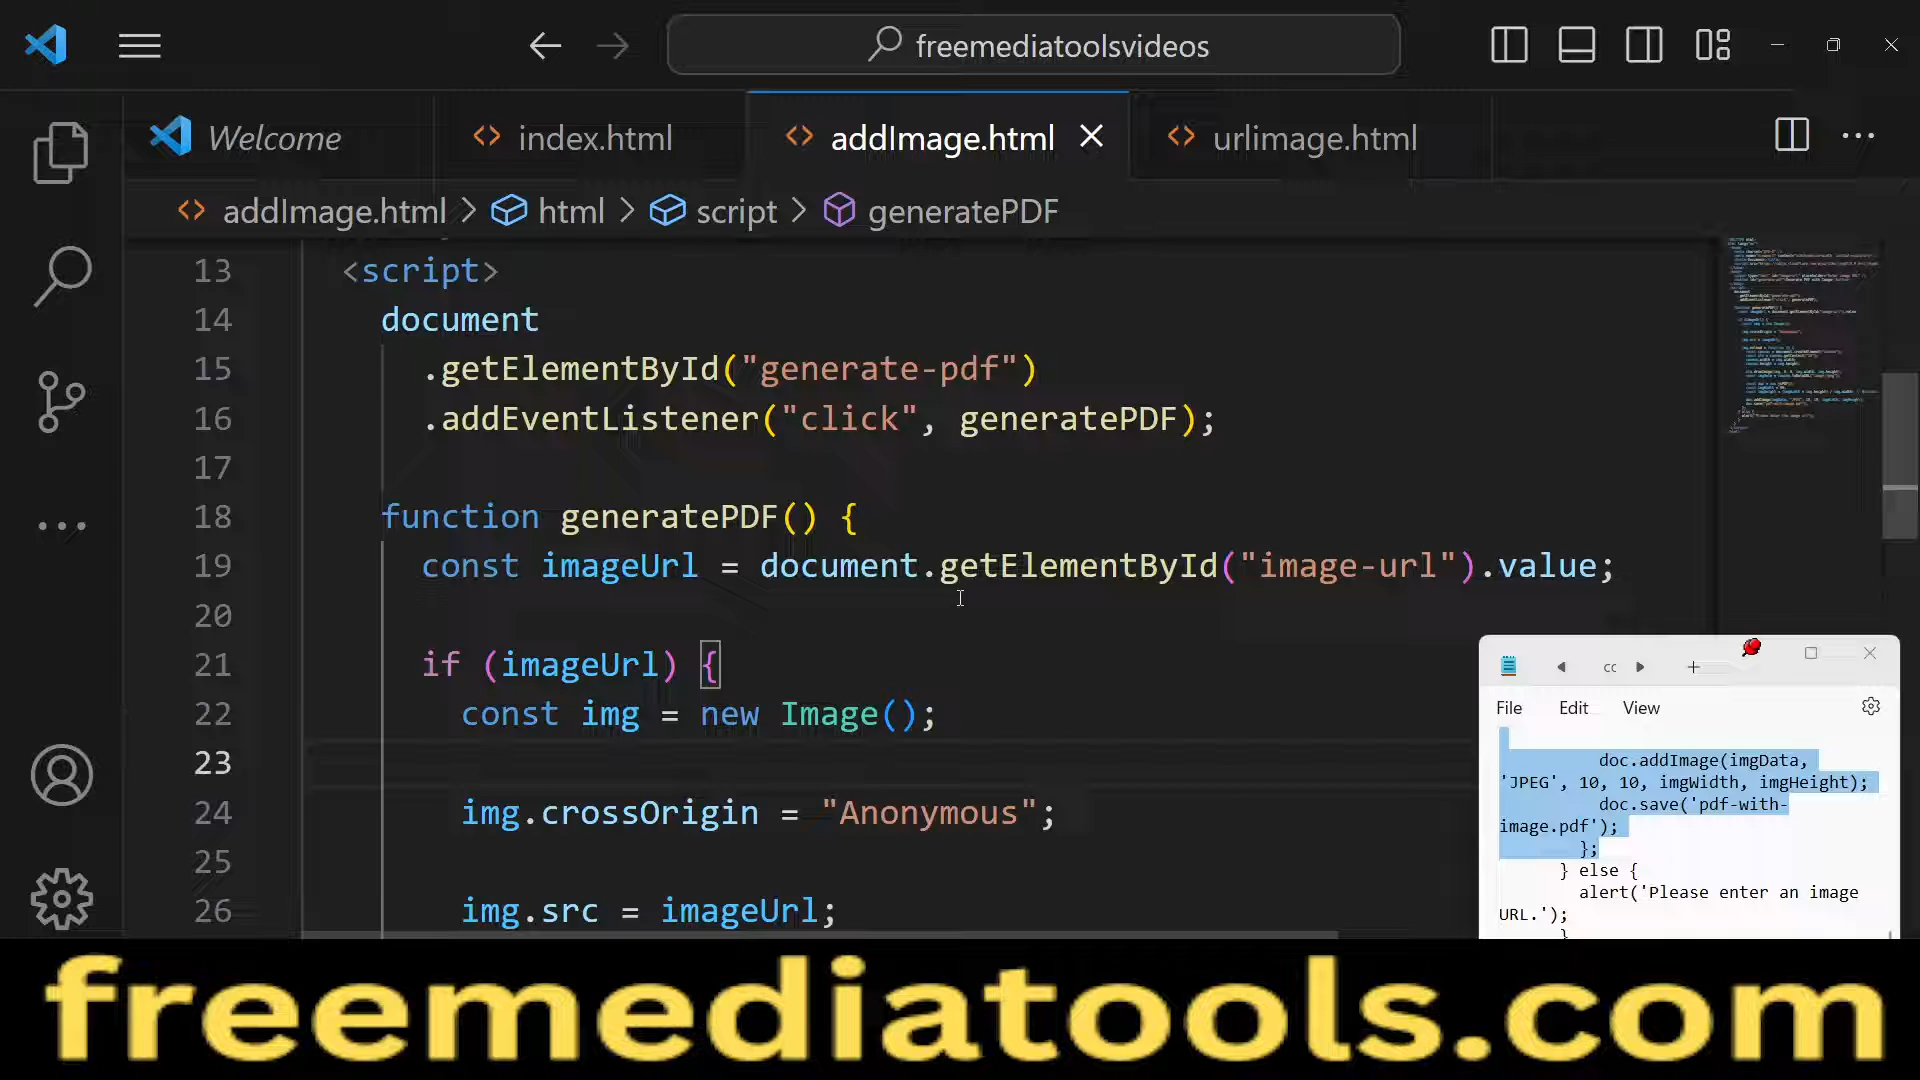 freemediatoolsvideos
Welcome
index.html
addImage.html
urlimage.html
addImage.html > html > script > generatePDF
13 <script>
14 document
15 .getElementById("generate-pdf")
16 .addEventListener("click", generatePDF);
17
18 function generatePDF() {
19 const imageUrl = document.getElementById("image-url").value;
20
21 if (imageUrl) {
22 const img = new Image();
23
24 img.crossOrigin = "Anonymous";
25
26 img.src = imageUrl;
File Edit View
doc.addImage(imgData,
'JPEG', 10, 10, imgWidth, imgHeight);
doc.save('pdf-with-
image.pdf');
};
} else {
alert('Please enter an image
URL.');
}
freemediatools.com